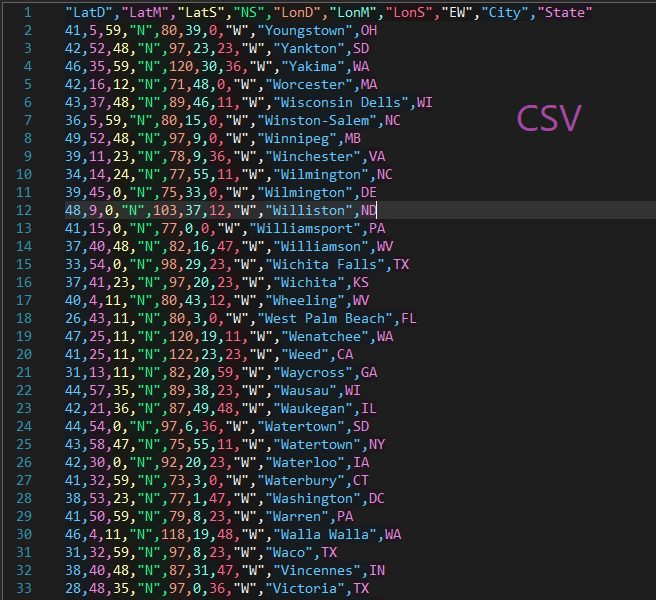 1 "LatD","LatM","LatS","NS","LonD","LonM","LonS","EW","City","State"
2 41,5,59,"N",80,39,0,"W","Youngstown",OH
3 42,52,48,"N",97,23,23,"W","Yankton",SD
4 46,35,59,"N",120,30,36,"W","Yakima",WA
5 42,16,12,"N",71,48,0,"W","Worcester",MA
6 43,37,48,"N",89,46,11,"W","Wisconsin Dells",WI
CSV
7 36,5,59,"N",80,15,0,"W","Winston-Salem",NC
8 49,52,48,"N",97,9,0,"W","Winnipeg",MB
9 39,11,23,"N",78,9,36,"W","Winchester",VA
10 34,14,24,"N",77,55,11,"W","Wilmington",NC
11 39,45,0,"N",75,33,0,"W","Wilmington",DE
12 48,9,0,"N",103,37,12,"W","Williston",ND
13 41,15,0,"N",77,0,0,"W","Williamsport",PA
14 37,40,48,"N",82,16,47,"W","Williamson",WV
15 33,54,0,"N",98,29,23,"W","Wichita Falls",TX
16 37,41,23,"N",97,20,23,"W","Wichita",KS
17 40,4,11,"N",80,43,12,"W","Wheeling",WV
18 26,43,11,"N",80,3,0,"W","West Palm Beach",FL
19 47,25,11,"N",120,19,11,"W","Wenatchee",WA
20 41,25,11,"N",122,23,23,"W","Weed",CA
21 31,13,11,"N",82,20,59,"W","Waycross",GA
22 44,57,35,"N",89,38,23,"W","Wausau",WI
23 42,21,36,"N",87,49,48,"W","Waukegan",IL
24 44,54,0,"N",97,6,36,"W","Watertown",SD
25 43,58,47,"N",75,55,11,"W","Watertown",NY
26 42,30,0,"N",92,20,23,"W","Waterloo",IA
27 41,32,59,"N",73,3,0,"W","Waterbury",CT
28 38,53,23,"N",77,1,47,"W","Washington",DC
29 41,50,59,"N",79,8,23,"W","Warren",PA
30 46,4,11,"N",118,19,48,"W","Walla Walla",WA
31 31,32,59,"N",97,8,23,"W","Waco",TX
32 38,40,48,"N",87,31,47,"W","Vincennes",IN
33 28,48,35,"N",97,0,36,"W","Victoria",TX